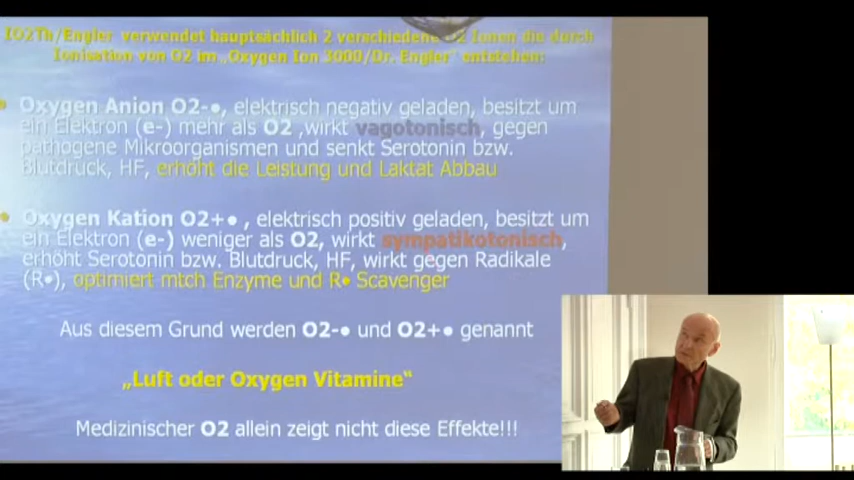 IO2Th/Engler verwendet hauptsächlich 2 verschiedene O2 Ionen die durch
Ionisation von O2 im „Oxygen Ion 3000/Dr. Engler" entstehen:
• Oxygen Anion O2-•, elektrisch negativ geladen, besitzt um
ein Elektron (e-) mehr als O2 ,wirkt vagotonisch, gegen
pathogene Mikroorganismen und senkt Serotonin bzw.
Blutdruck, HF, erhöht die Leistung und Laktat Abbau
• Oxygen Kation O2+• , elektrisch positiv geladen, besitzt um
ein Elektron (e-) weniger als O2, wirkt sympatikotonisch,
erhöht Serotonin bzw. Blutdruck, HF, wirkt gegen Radikale
(R•), optimiert mtch Enzyme und R• Scavenger
Aus diesem Grund werden O2-• und O2+• genannt
„Luft oder Oxygen Vitamine"
Medizinischer O2 allein zeigt nicht diese Effekte!!!